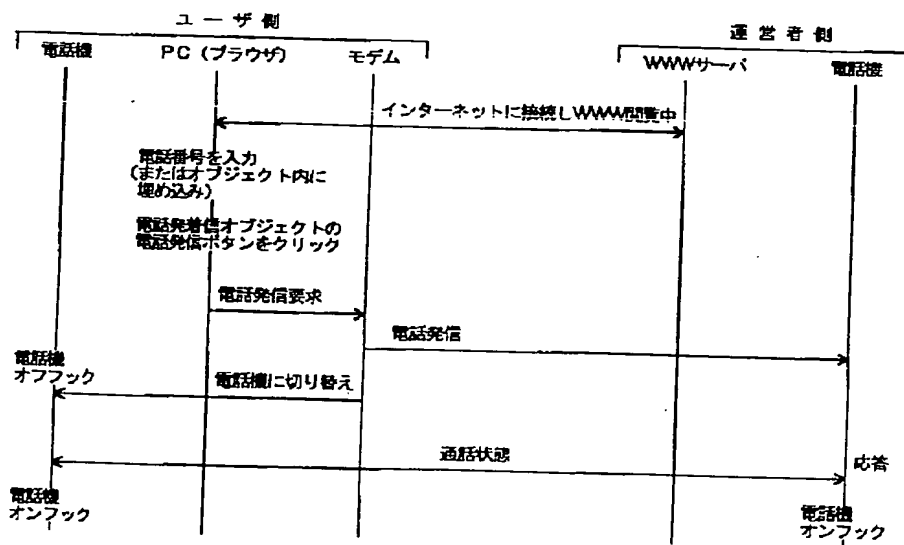 ユーザ側
運営者側
電話機
PC(ブラウザ)
モデム
WWWサーバ
電話機
インターネットに接続しWWW閲覧中
電話番号を入力
(またはオブジェクト内に
埋め込み)
電話発着信オブジェクトの
電話発信ボタンをクリック
電話発信要求
電話発信
電話機
オフフック
電話機に切り替え
通話状態
応答
電話機
オンフック
電話機
オンフック